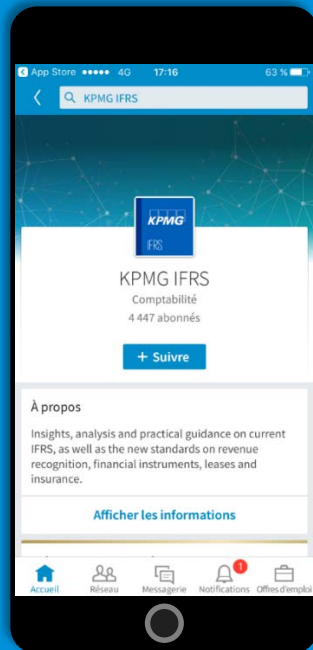 App Store 4G 17:16 63 %
KPMG IFRS
KPMG
IFRS
KPMG IFRS
Comptabilité
4 447 abonnés
+ Suivre
À propos
Insights, analysis and practical guidance on current
IFRS, as well as the new standards on revenue
recognition, financial instruments, leases and
insurance.
Afficher les informations
1
Accueil Réseau Messagerie Notifications Offres d'emploi